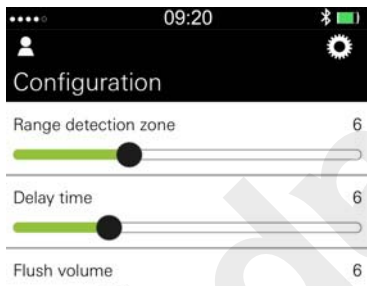 09:20
Configuration
Range detection zone 6
Delay time 6
Flush volume 6